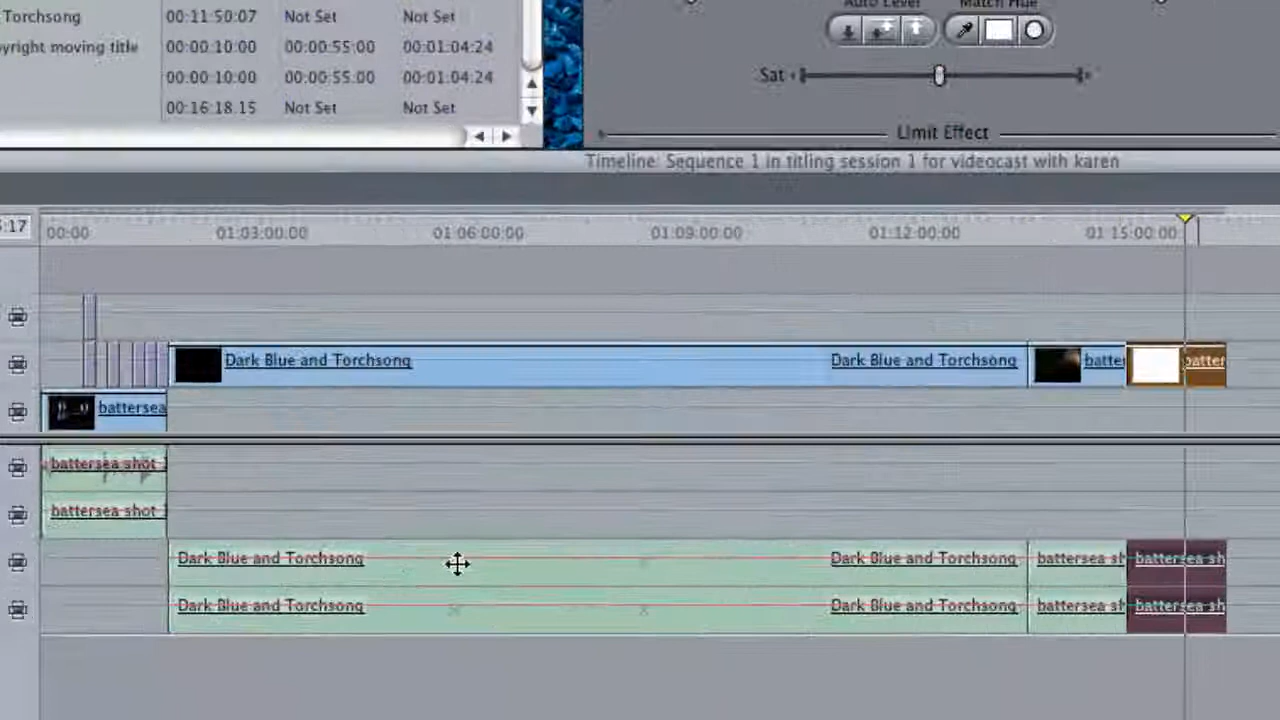 Torchsong 00:11:50:07 Not Set Not Set
yright moving title 00:00:10:00 00:00:55:00 00:01:04:24
00:00:10:00 00:00:55:00 00:01:04:24
00:16:18.15 Not Set Not Set
Auto Level Match Hue
Sat
Limit Effect
Timeline: Sequence 1 in titling session 1 for videocast with karen
:17 00:00 01:03:00:00 01:06:00:00 01:09:00:00 01:12:00:00 01:15:00:00
Dark Blue and Torchsong Dark Blue and Torchsong batte batter
battersea
battersea shot 1
battersea shot 1
Dark Blue and Torchsong Dark Blue and Torchsong battersea sh battersea sh
Dark Blue and Torchsong Dark Blue and Torchsong battersea sh battersea sh